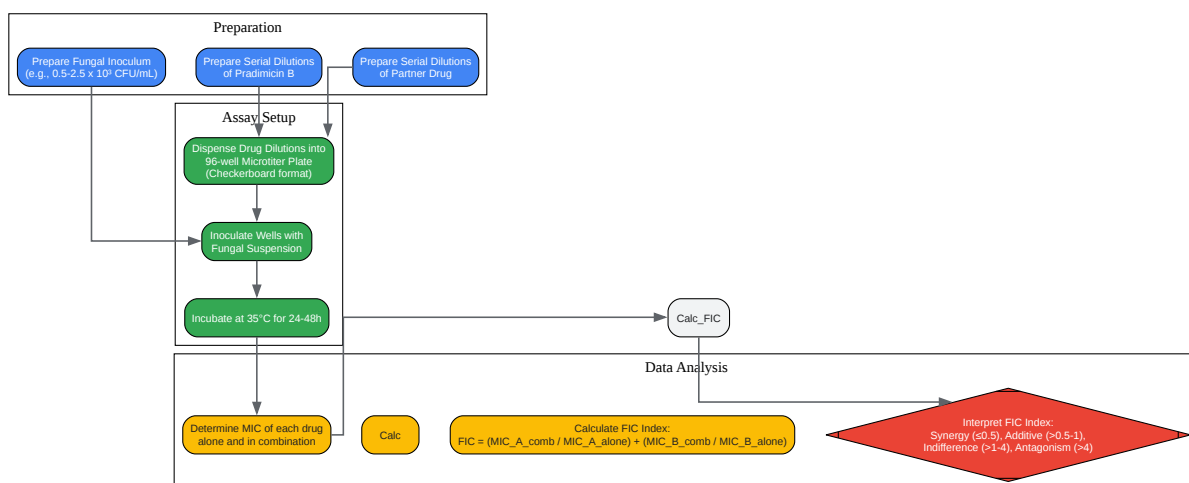 Preparation
Prepare Fungal Inoculum
(e.g., 0.5-2.5 x 10³ CFU/mL)
Prepare Serial Dilutions
of Pradimicin B
Prepare Serial Dilutions
of Partner Drug
Assay Setup
Dispense Drug Dilutions into
96-well Microtiter Plate
(Checkerboard format)
Inoculate Wells with
Fungal Suspension
Incubate at 35°C for 24-48h
Calc_FIC
Data Analysis
Determine MIC of each drug
alone and in combination
Calc
Calculate FIC Index:
FIC = (MIC_A_comb / MIC_A_alone) + (MIC_B_comb / MIC_B_alone)
Interpret FIC Index:
Synergy (≤0.5), Additive (>0.5-1),
Indifference (>1-4), Antagonism (>4)